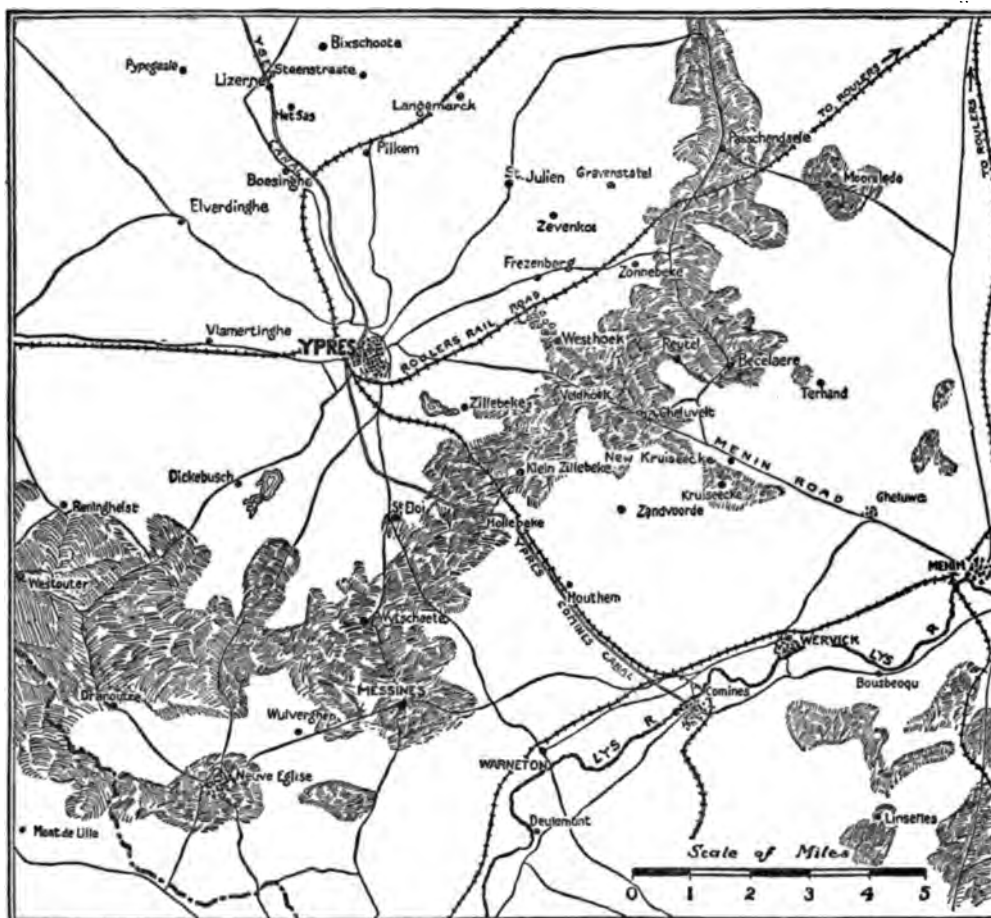 Bixschoote
Pypegaale
Steenstraate
Lizerne
YSER
CANAL
Het Sas
Langemarck
Pilkem
Boesinghe
Elverdinghe
St. Julien
Gravenstafel
Zevenkot
Passchendaele
TO ROULERS
TO ROULERS
Moorslede
Frezenberg
Zonnebeke
Vlamertinghe
YPRES
ROULERS RAIL ROAD
Westhoek
Reutel
Becelaere
Terhand
Zillebeke
Veldhoek
Gheluvelt
MENIN ROAD
New Kruiseecke
Klein Zillebeke
Kruiseecke
Gheluwe
Dickebusch
Reninghelst
St Eloi
Hollebeke
Zandvoorde
YPRES COMINES CANAL
MENIN
Westouter
Houthem
Wytschaete
WERVICK
LYS R
Bousbecqu
Dranoutre
MESSINES
Comines
Wulverghen
WARNETON
LYS R
Neuve Eglise
Mont de Lille
Deulemont
Linselles
Scale of Miles
0 1 2 3 4 5